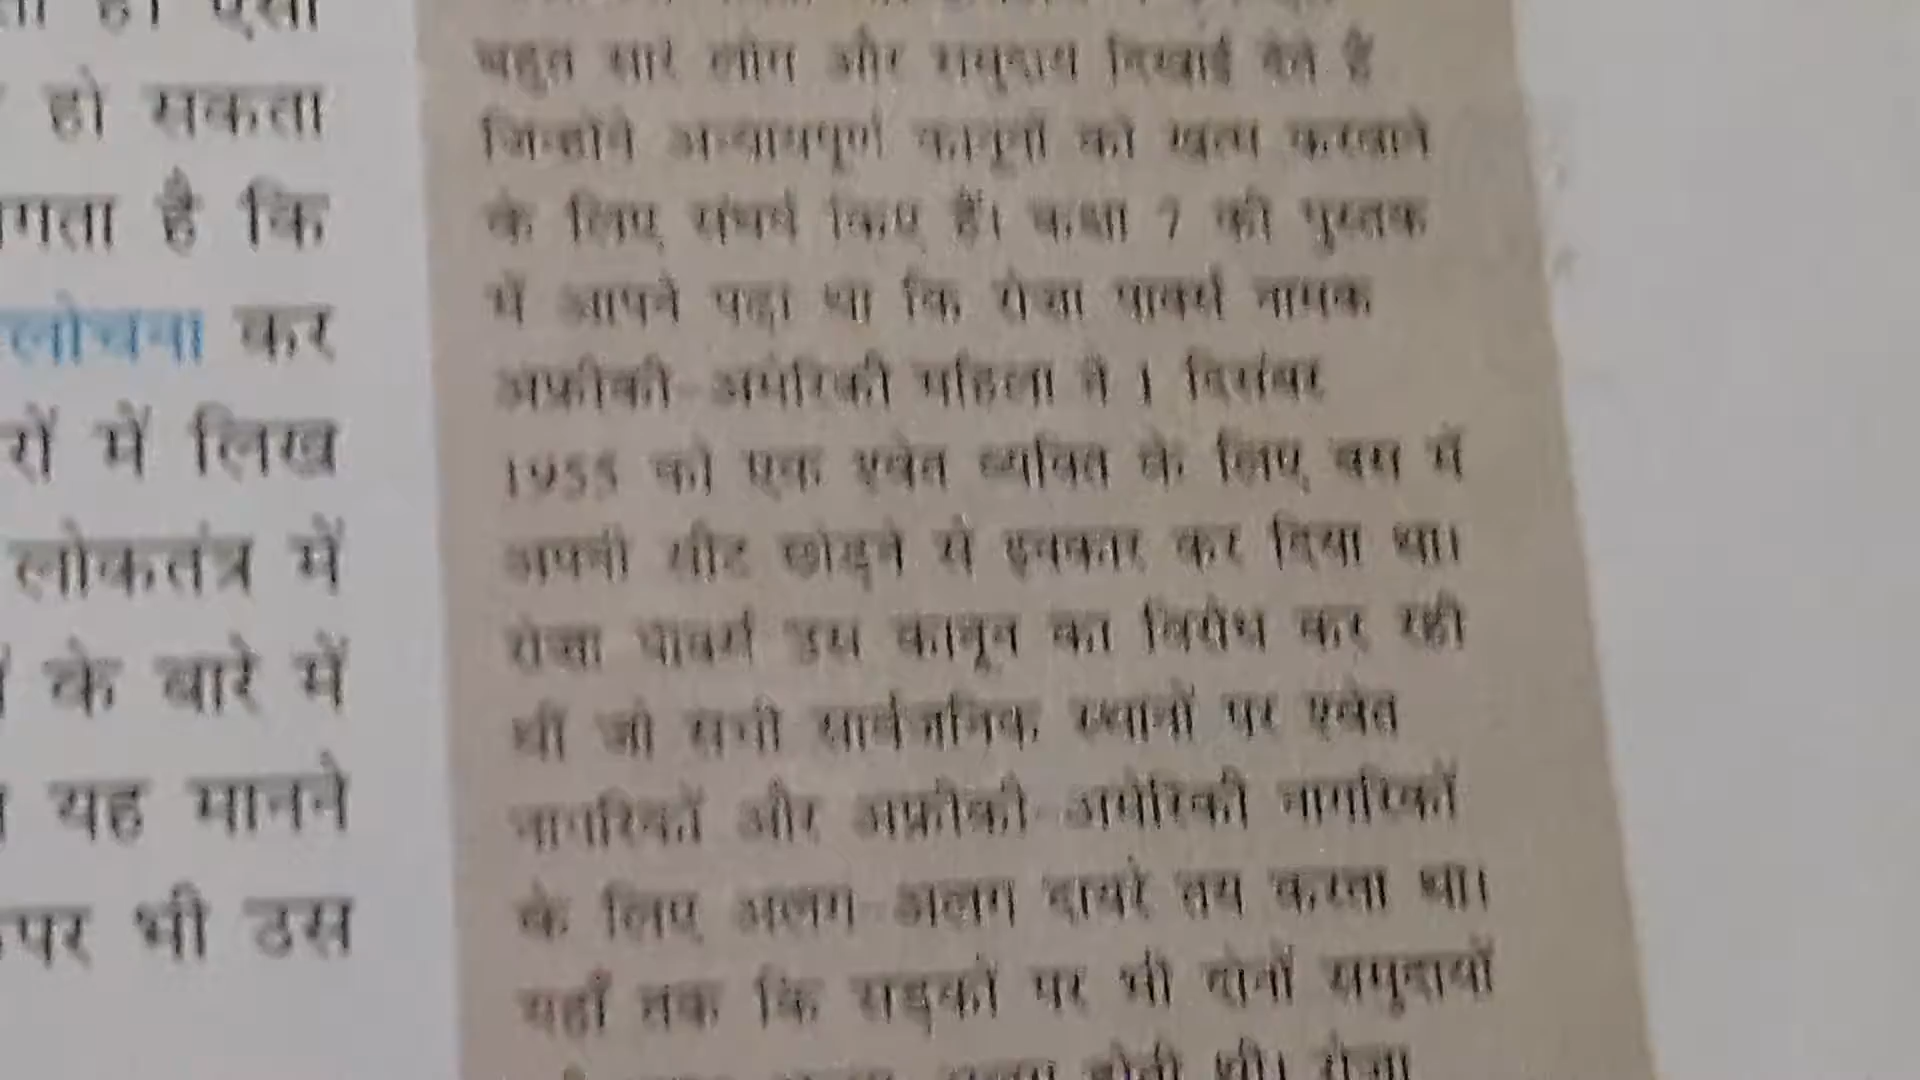 हो सकता
है कि
लोचना कर
में लिख
लोकतंत्र में
के बारे में
यह मानने
पर भी उस
बहुत सारे लोग और समुदाय दिखाई देते हैं
जिन्होंने अन्यायपूर्ण कानूनों को खत्म करवाने
के लिए संघर्ष किए हैं। कक्षा 7 की पुस्तक
में आपने पढ़ा था कि रोजा पार्क्स नामक
अफ्रीकी-अमेरिकी महिला ने 1 दिसंबर
1955 को एक श्वेत व्यक्ति के लिए बस में
अपनी सीट छोड़ने से इनकार कर दिया था।
रोजा पार्क्स उस कानून का विरोध कर रही
थीं जो सभी सार्वजनिक स्थानों पर श्वेत
नागरिकों और अफ्रीकी-अमेरिकी नागरिकों
के लिए अलग-अलग दायरे तय करता था।
यहाँ तक कि सड़कों पर भी दोनों समुदायों
होती थी। रोजा